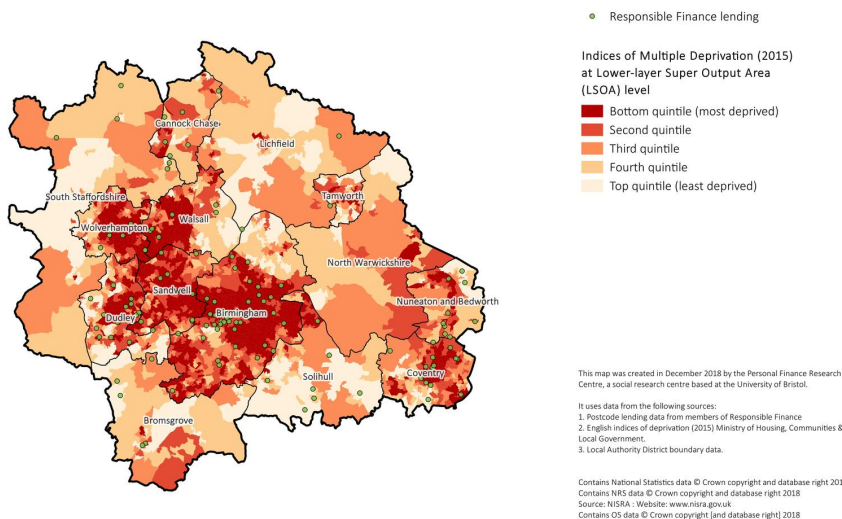 Responsible Finance lending
Indices of Multiple Deprivation (2015)
at Lower-layer Super Output Area
(LSOA) level
Bottom quintile (most deprived)
Second quintile
Third quintile
Fourth quintile
Top quintile (least deprived)
Cannock Chase
Lichfield
South Staffordshire
Tamworth
Walsall
Wolverhampton
North Warwickshire
Sandwell
Nuneaton and Bedworth
Birmingham
Dudley
Solihull
Coventry
Bromsgrove
This map was created in December 2018 by the Personal Finance Research
Centre, a social research centre based at the University of Bristol.
It uses data from the following sources:
1. Postcode lending data from members of Responsible Finance
2. English indices of deprivation (2015) Ministry of Housing, Communities &
Local Government.
3. Local Authority District boundary data.
Contains National Statistics data © Crown copyright and database right 201
Contains NRS data © Crown copyright and database right 2018
Source: NISRA : Website: www.nisra.gov.uk
Contains OS data © Crown copyright [and database right] 2018